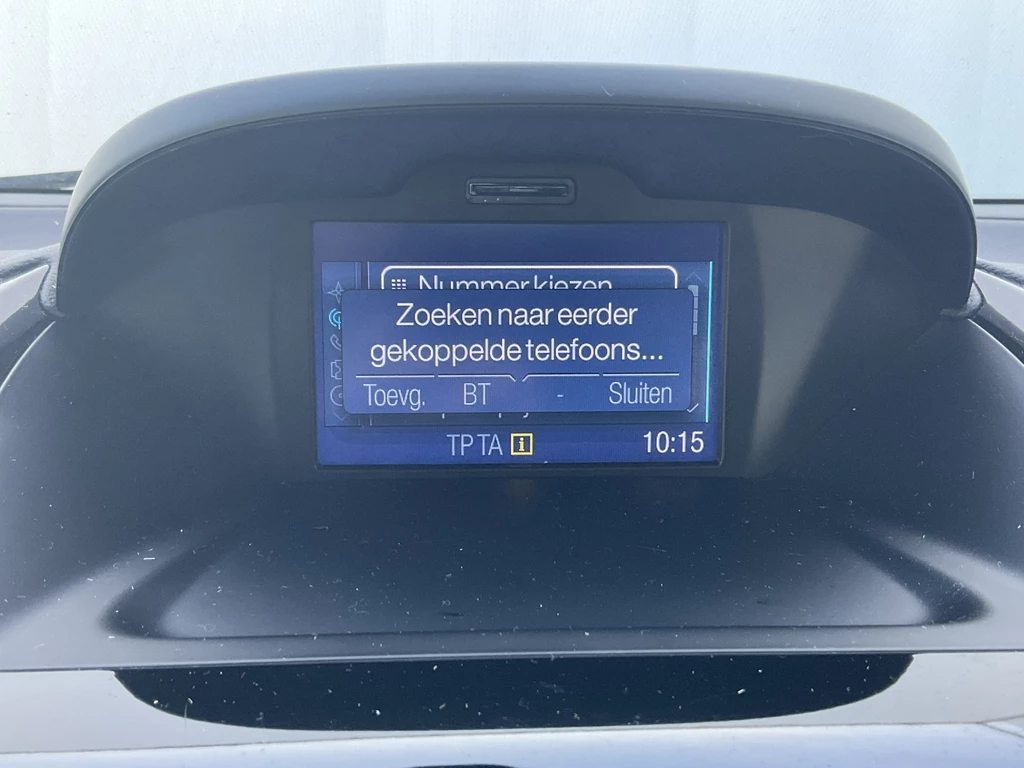 Nummer kiezen
Zoeken naar eerder
gekoppelde telefoons...
Toevg. BT - Sluiten
TP TA i 10:15